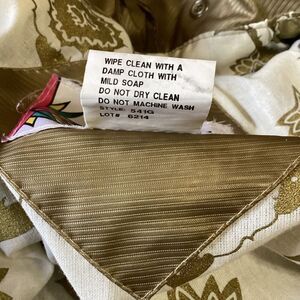 WIPE CLEAN WITH A
DAMP CLOTH WITH
MILD SOAP
DO NOT DRY CLEAN
DO NOT MACHINE WASH
STYLE: 541G
LOT# 6214